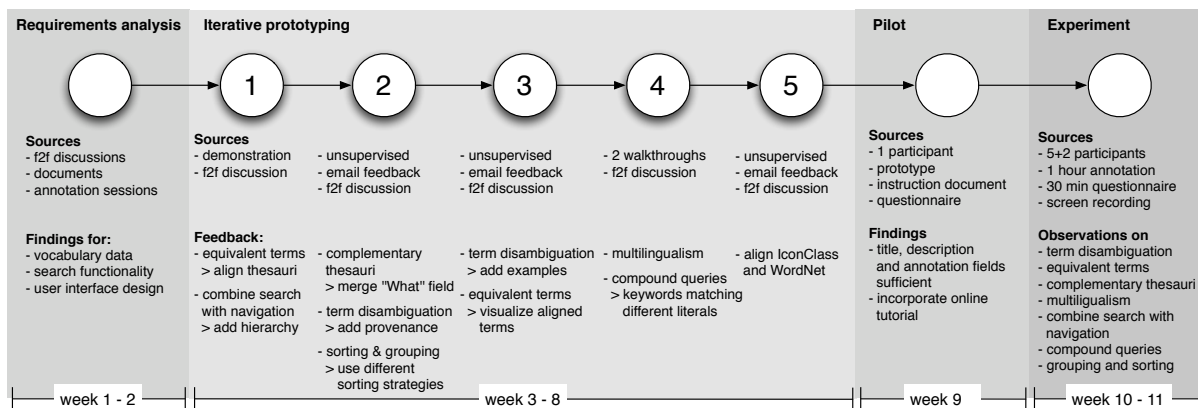 Requirements analysis
Iterative prototyping
Pilot
Experiment
1
2
3
4
5
Sources
- f2f discussions
- documents
- annotation sessions
Findings for:
- vocabulary data
- search functionality
- user interface design
Sources
- demonstration
- f2f discussion
- unsupervised
- email feedback
- f2f discussion
- unsupervised
- email feedback
- f2f discussion
- 2 walkthroughs
- f2f discussion
- unsupervised
- email feedback
- f2f discussion
Feedback:
- equivalent terms
> align thesauri
- combine search
with navigation
> add hierarchy
- complementary
thesauri
> merge "What" field
- term disambiguation
> add provenance
- sorting & grouping
> use different
sorting strategies
- term disambiguation
> add examples
- equivalent terms
> visualize aligned
terms
- multilingualism
- compound queries
> keywords matching
different literals
- align IconClass
and WordNet
Sources
- 1 participant
- prototype
- instruction document
- questionnaire
Findings
- title, description
and annotation fields
sufficient
- incorporate online
tutorial
Sources
- 5+2 participants
- 1 hour annotation
- 30 min questionnaire
- screen recording
Observations on
- term disambiguation
- equivalent terms
- complementary thesauri
- multiligualism
- combine search with
navigation
- compound queries
- grouping and sorting
week 1 - 2
week 3 - 8
week 9
week 10 - 11